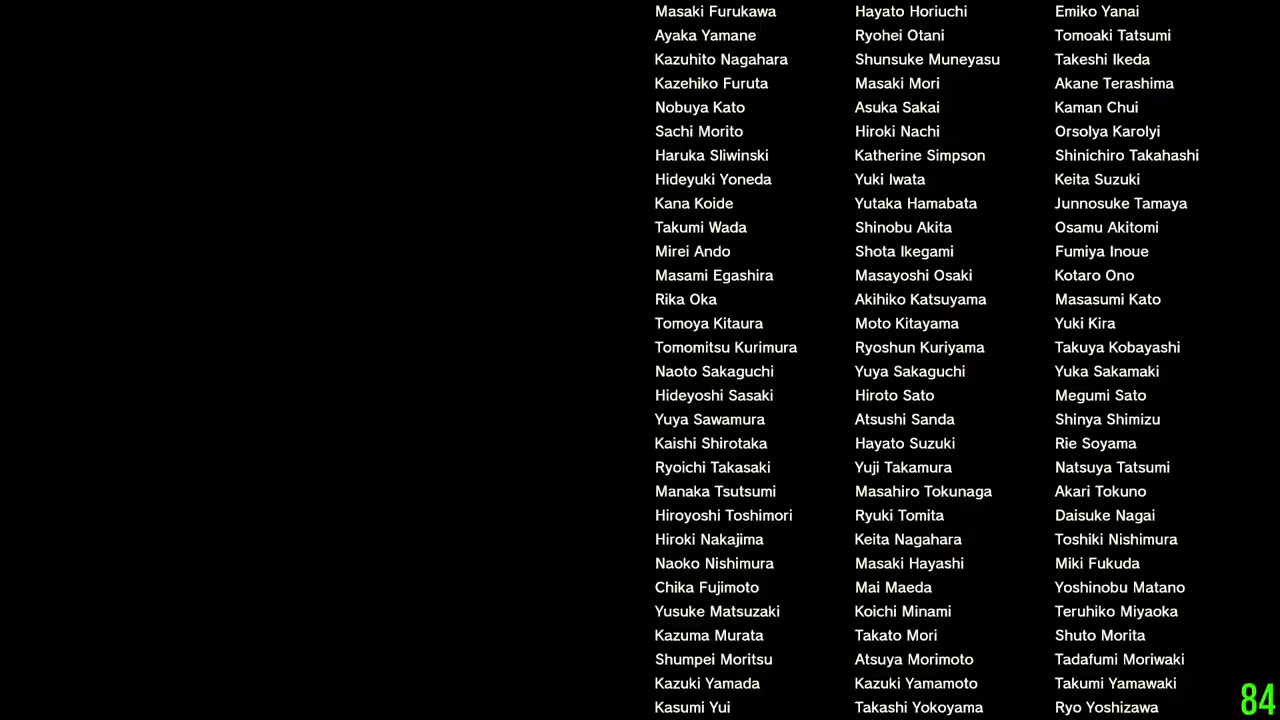 Masaki Furukawa Hayato Horiuchi Emiko Yanai
Ayaka Yamane Ryohei Otani Tomoaki Tatsumi
Kazuhito Nagahara Shunsuke Muneyasu Takeshi Ikeda
Kazehiko Furuta Masaki Mori Akane Terashima
Nobuya Kato Asuka Sakai Kaman Chui
Sachi Morito Hiroki Nachi Orsolya Karolyi
Haruka Sliwinski Katherine Simpson Shinichiro Takahashi
Hideyuki Yoneda Yuki Iwata Keita Suzuki
Kana Koide Yutaka Hamabata Junnosuke Tamaya
Takumi Wada Shinobu Akita Osamu Akitomi
Mirei Ando Shota Ikegami Fumiya Inoue
Masami Egashira Masayoshi Osaki Kotaro Ono
Rika Oka Akihiko Katsuyama Masasumi Kato
Tomoya Kitaura Moto Kitayama Yuki Kira
Tomomitsu Kurimura Ryoshun Kuriyama Takuya Kobayashi
Naoto Sakaguchi Yuya Sakaguchi Yuka Sakamaki
Hideyoshi Sasaki Hiroto Sato Megumi Sato
Yuya Sawamura Atsushi Sanda Shinya Shimizu
Kaishi Shirotaka Hayato Suzuki Rie Soyama
Ryoichi Takasaki Yuji Takamura Natsuya Tatsumi
Manaka Tsutsumi Masahiro Tokunaga Akari Tokuno
Hiroyoshi Toshimori Ryuki Tomita Daisuke Nagai
Hiroki Nakajima Keita Nagahara Toshiki Nishimura
Naoko Nishimura Masaki Hayashi Miki Fukuda
Chika Fujimoto Mai Maeda Yoshinobu Matano
Yusuke Matsuzaki Koichi Minami Teruhiko Miyaoka
Kazuma Murata Takato Mori Shuto Morita
Shumpei Moritsu Atsuya Morimoto Tadafumi Moriwaki
Kazuki Yamada Kazuki Yamamoto Takumi Yamawaki
Kasumi Yui Takashi Yokoyama Ryo Yoshizawa
84